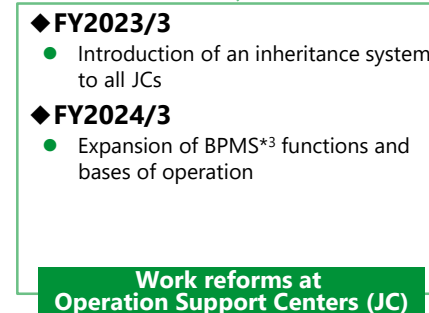 ◆FY2023/3
● Introduction of an inheritance system
to all JCs
◆FY2024/3
● Expansion of BPMS*3 functions and
bases of operation
Work reforms at
Operation Support Centers (JC)